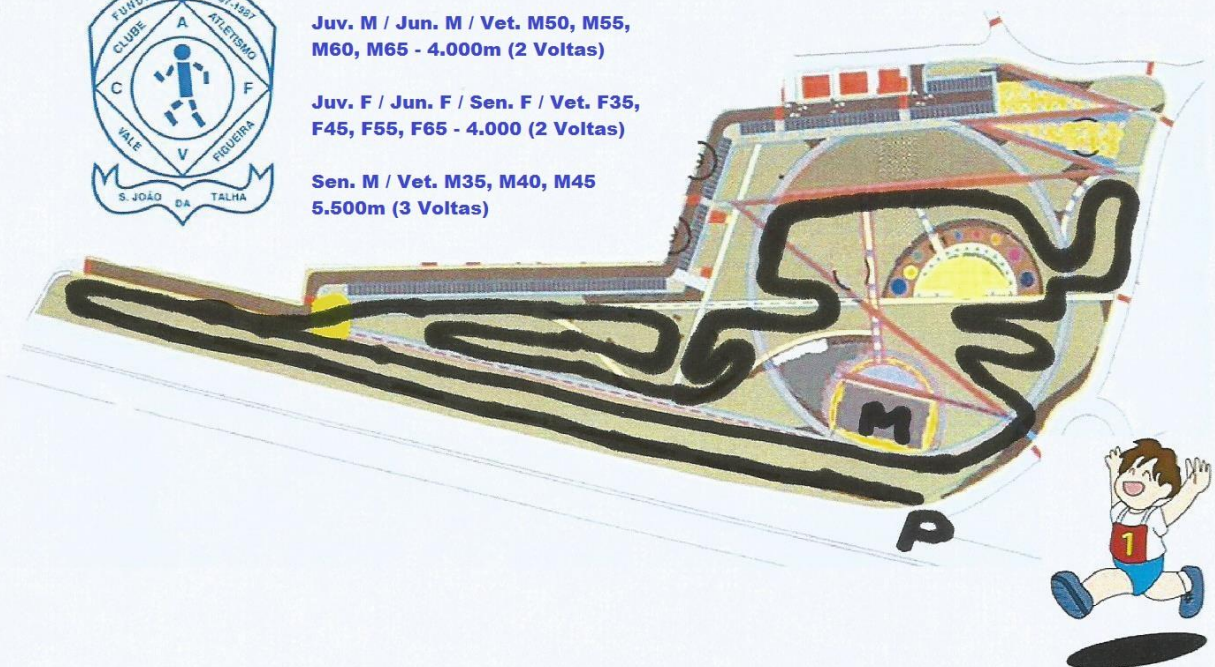 CLUBE
ATLETISMO
A
C
F
VALE
FIGUEIRA
V
S. JOÃO DA TALHA
Juv. M / Jun. M / Vet. M50, M55,
M60, M65 - 4.000m (2 Voltas)
Juv. F / Jun. F / Sen. F / Vet. F35,
F45, F55, F65 - 4.000 (2 Voltas)
Sen. M / Vet. M35, M40, M45
5.500m (3 Voltas)
M
P
1